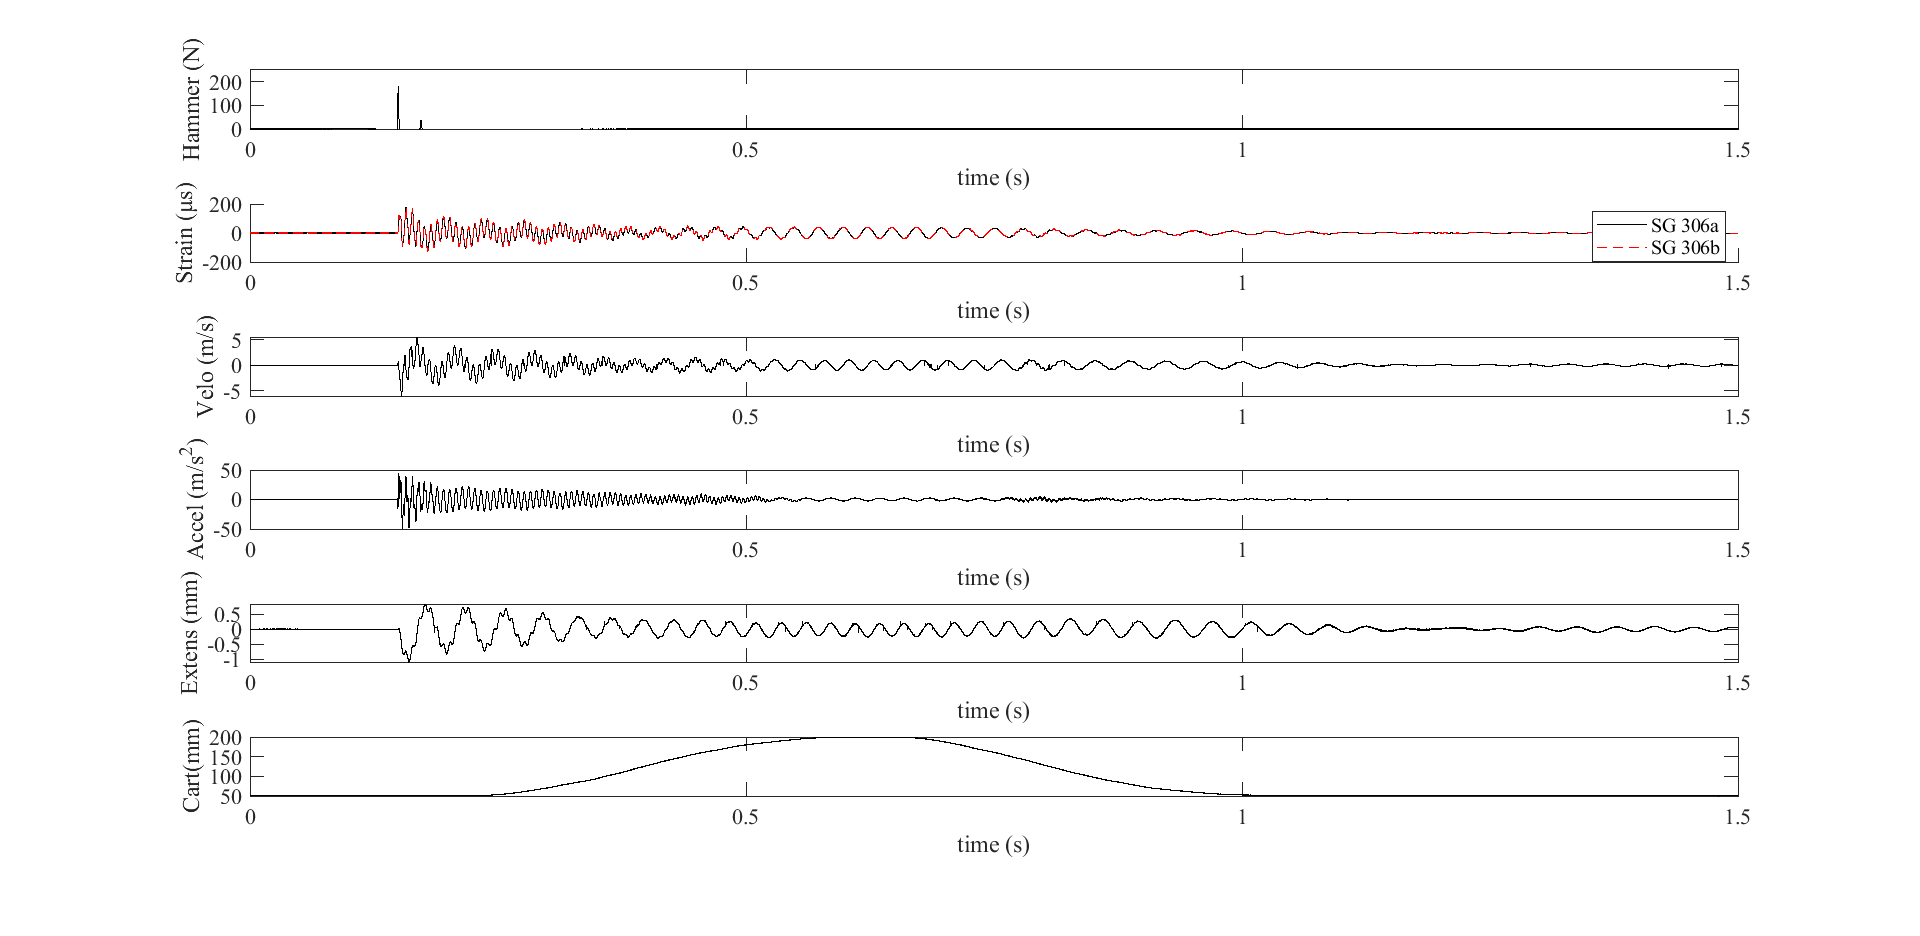 Hammer (N)
200
100
0
0 0.5 1 1.5
time (s)
Strain (μs)
200
0
-200
SG 306a
SG 306b
0 0.5 1 1.5
time (s)
Velo (m/s)
5
0
-5
0 0.5 1 1.5
time (s)
Accel (m/s²)
50
0
-50
0 0.5 1 1.5
time (s)
Extens (mm)
0.5
0
-0.5
-1
0 0.5 1 1.5
time (s)
Cart(mm)
200
150
100
50
0 0.5 1 1.5
time (s)